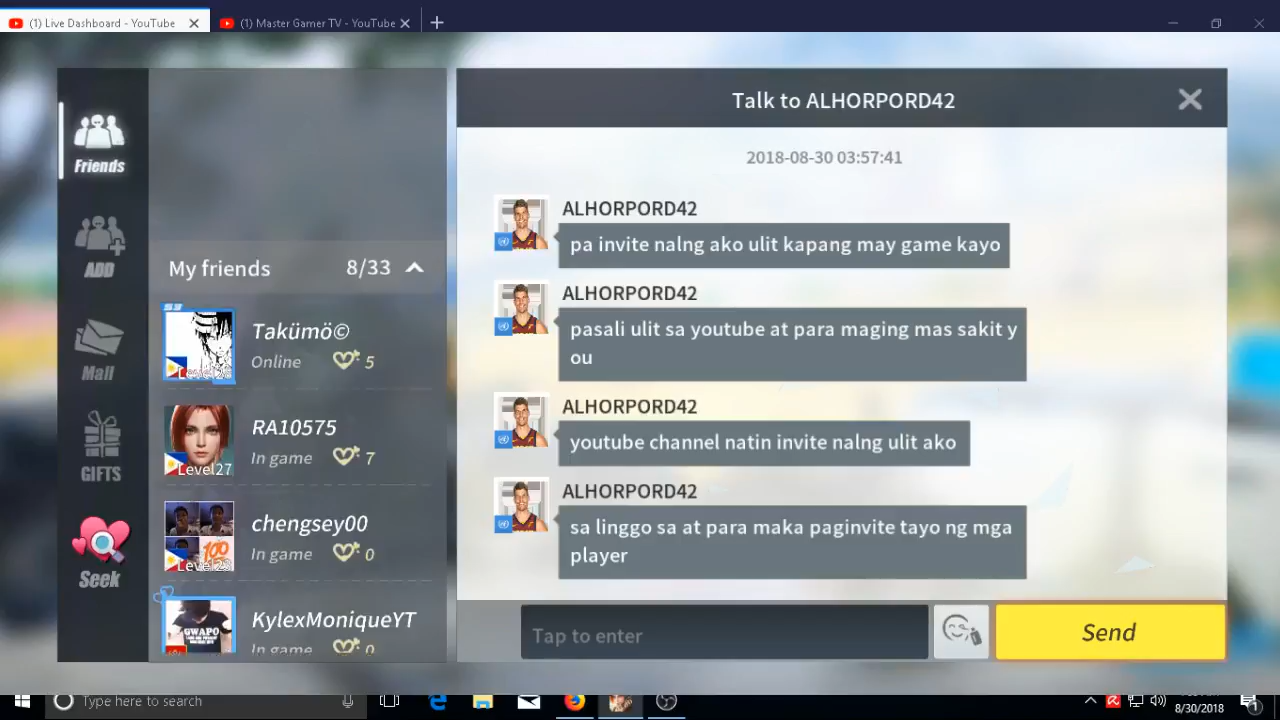 (1) Live Dashboard - YouTube
(1) Master Gamer TV - YouTube
Talk to ALHORPORD42
2018-08-30 03:57:41
Friends
ADD
Mail
GIFTS
Seek
My friends 8/33
Takümö©
Online 5
RA10575
In game 7
Level27
chengsey00
In game 0
KylexMoniqueYT
In game 0
GWAPO
ALHORPORD42
pa invite nalng ako ulit kapang may game kayo
ALHORPORD42
pasali ulit sa youtube at para maging mas sakit y
ou
ALHORPORD42
youtube channel natin invite nalng ulit ako
ALHORPORD42
sa linggo sa at para maka paginvite tayo ng mga
player
Tap to enter
Send
Type here to search
8/30/2018